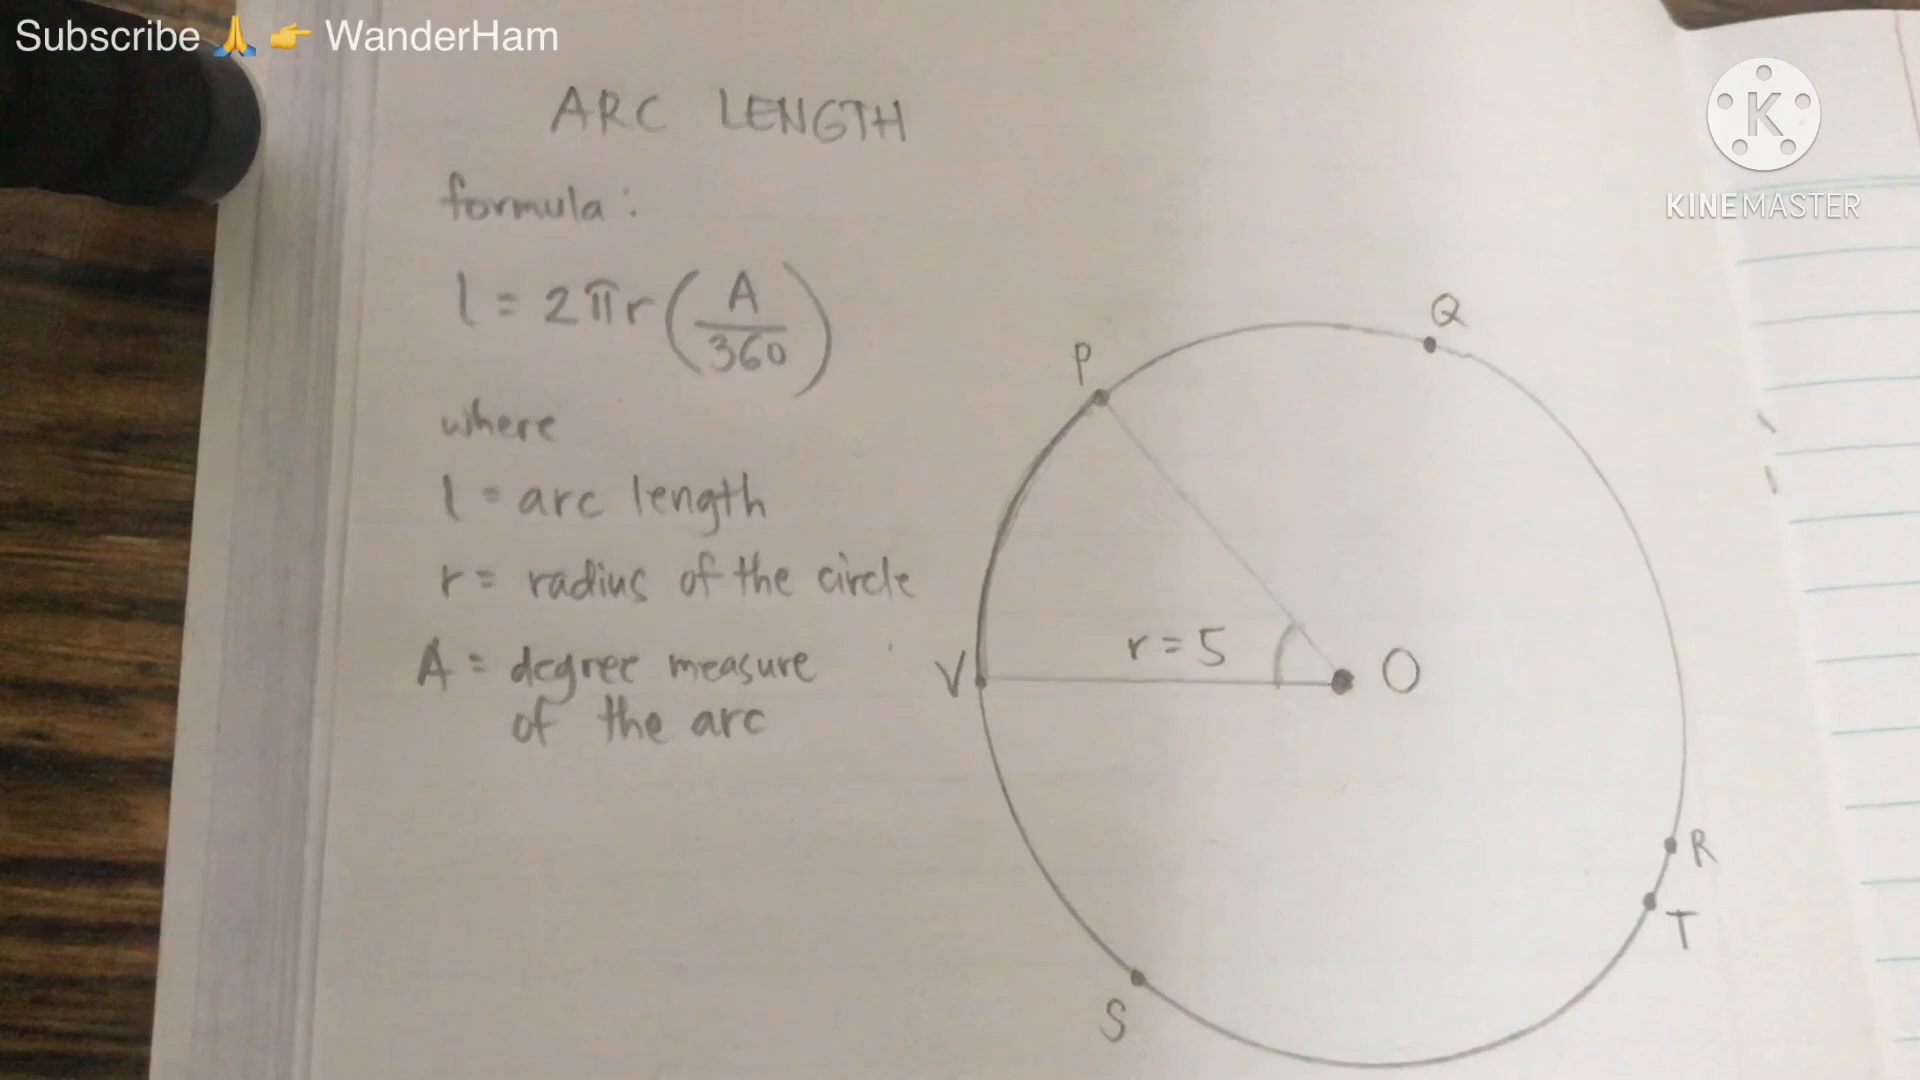 Subscribe 🙏 👉 WanderHam
K
KINEMASTER
ARC LENGTH
formula:
l = 2πr(A/360)
where
l = arc length
r = radius of the circle
A = degree measure
of the arc
Q
P
V
r = 5
O
R
T
S